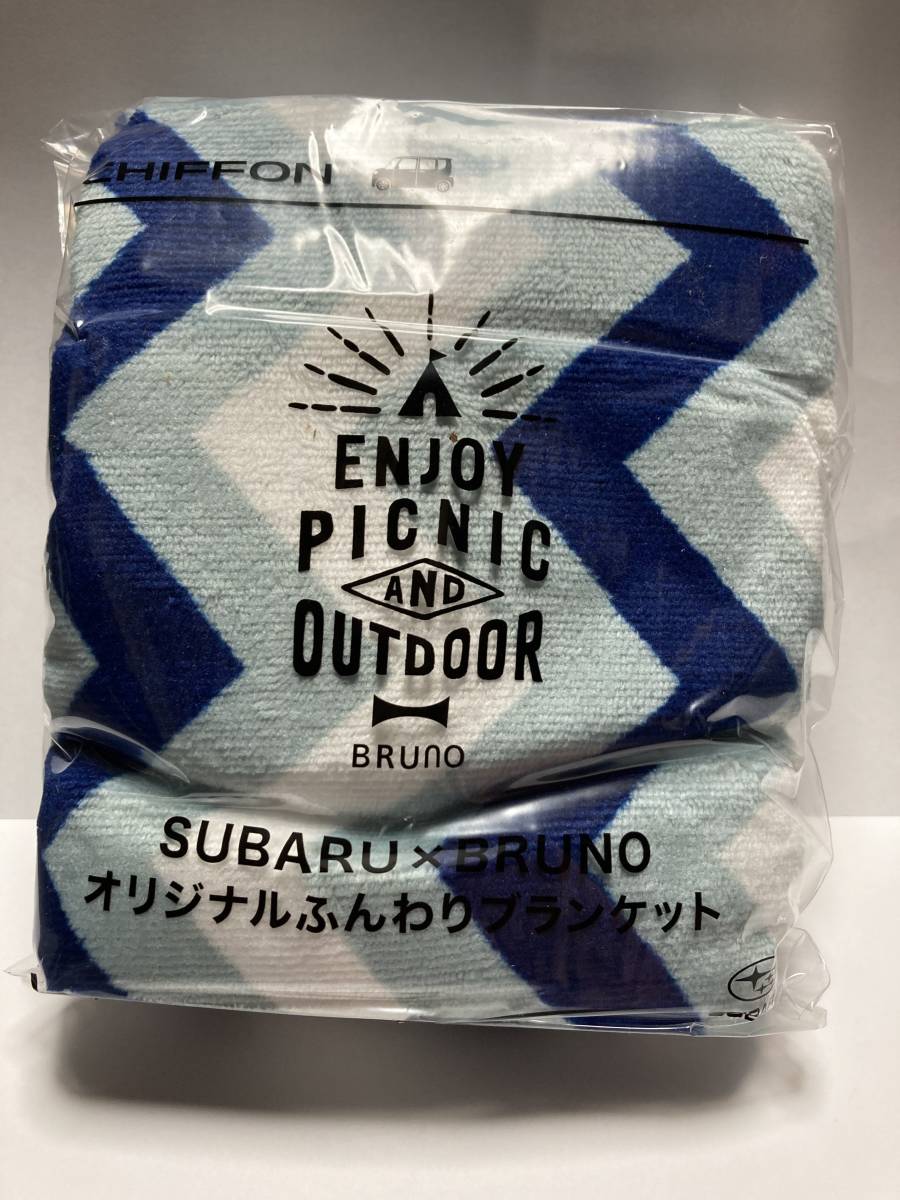 CHIFFON
ENJOY
PICNIC
AND
OUTDOOR
BRUNO
SUBARU×BRUNO
オリジナルふんわりブランケット